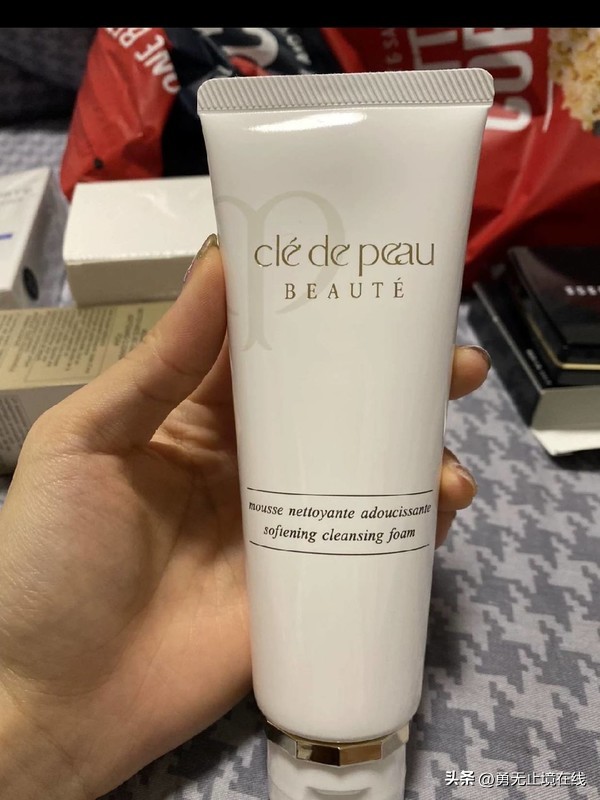 clé de peau
BEAUTÉ
mousse nettoyante adoucissante
softening cleansing foam
头条 @勇无止境在线